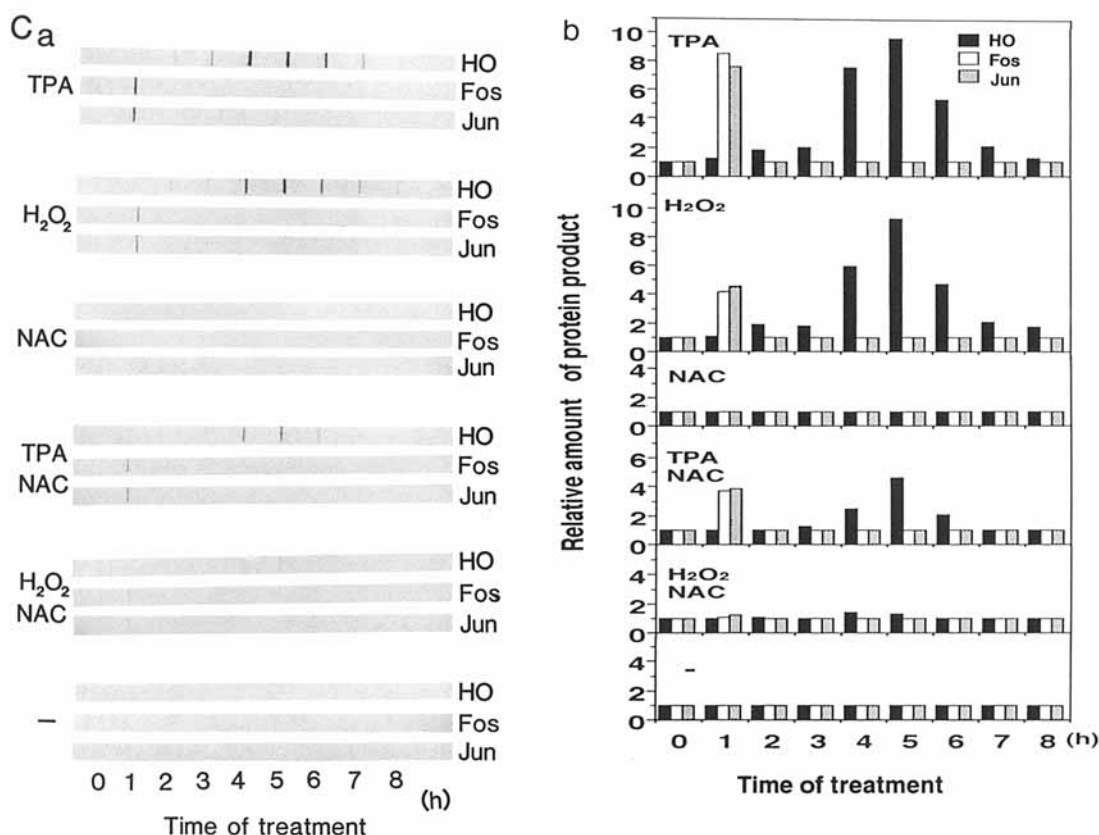 C a
TPA
HO
Fos
Jun
H₂O₂
HO
Fos
Jun
NAC
HO
Fos
Jun
TPA
NAC
HO
Fos
Jun
H₂O₂
NAC
HO
Fos
Jun
—
HO
Fos
Jun
0 1 2 3 4 5 6 7 8 (h)
Time of treatment
b
Relative amount of protein product
TPA
HO
Fos
Jun
10
8
6
4
2
0
H₂O₂
10
8
6
4
2
0
NAC
4
2
0
TPA
NAC
4
2
0
H₂O₂
NAC
4
2
0
–
4
2
0
0 1 2 3 4 5 6 7 8 (h)
Time of treatment